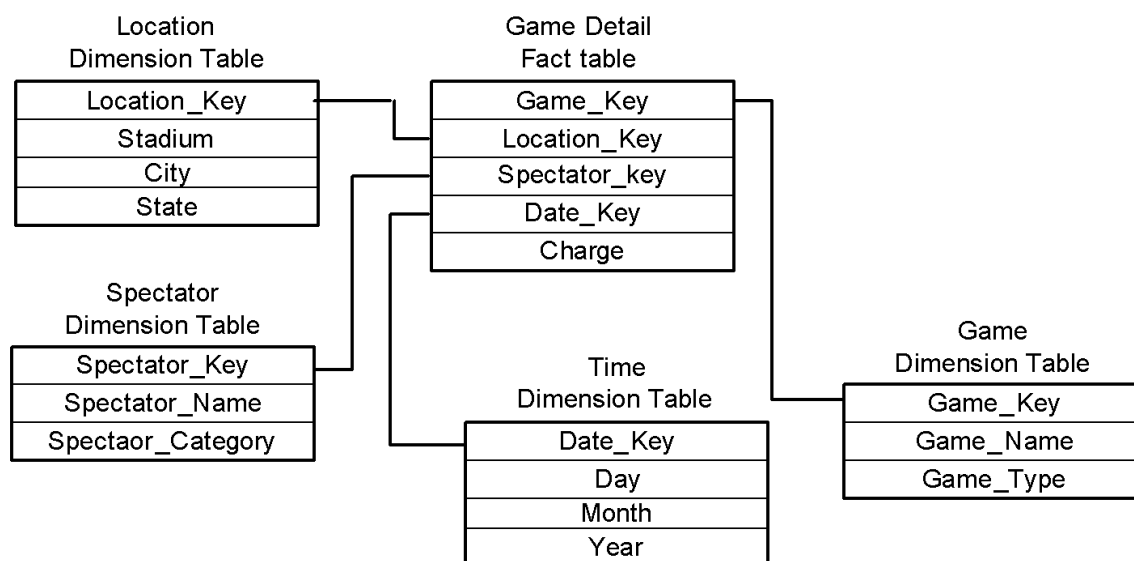 Location
Dimension Table
Location_Key
Stadium
City
State
Game Detail
Fact table
Game_Key
Location_Key
Spectator_key
Date_Key
Charge
Spectator
Dimension Table
Spectator_Key
Spectator_Name
Spectaor_Category
Time
Dimension Table
Date_Key
Day
Month
Year
Game
Dimension Table
Game_Key
Game_Name
Game_Type